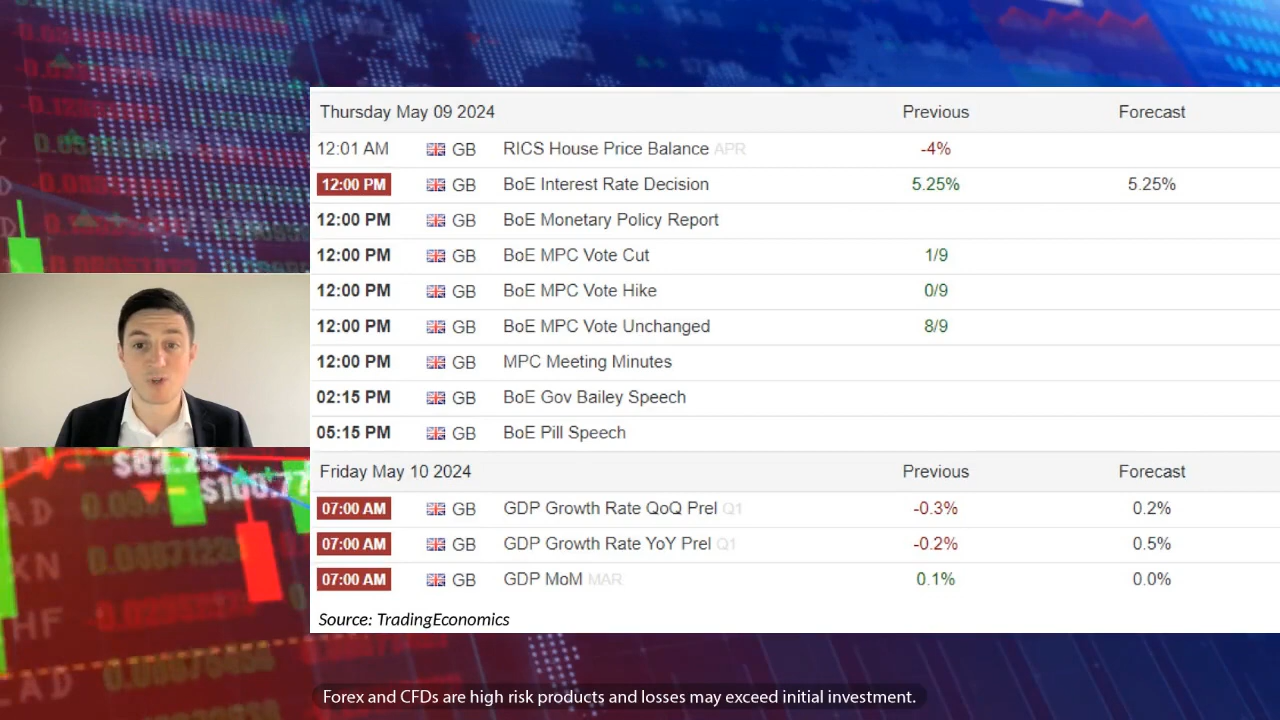 Thursday May 09 2024 Previous Forecast
12:01 AM GB RICS House Price Balance APR -4%
12:00 PM GB BoE Interest Rate Decision 5.25% 5.25%
12:00 PM GB BoE Monetary Policy Report
12:00 PM GB BoE MPC Vote Cut 1/9
12:00 PM GB BoE MPC Vote Hike 0/9
12:00 PM GB BoE MPC Vote Unchanged 8/9
12:00 PM GB MPC Meeting Minutes
02:15 PM GB BoE Gov Bailey Speech
05:15 PM GB BoE Pill Speech
$82.25
$100.77
Friday May 10 2024 Previous Forecast
07:00 AM GB GDP Growth Rate QoQ Prel Q1 -0.3% 0.2%
07:00 AM GB GDP Growth Rate YoY Prel Q1 -0.2% 0.5%
07:00 AM GB GDP MoM MAR 0.1% 0.0%
Source: TradingEconomics
Forex and CFDs are high risk products and losses may exceed initial investment.